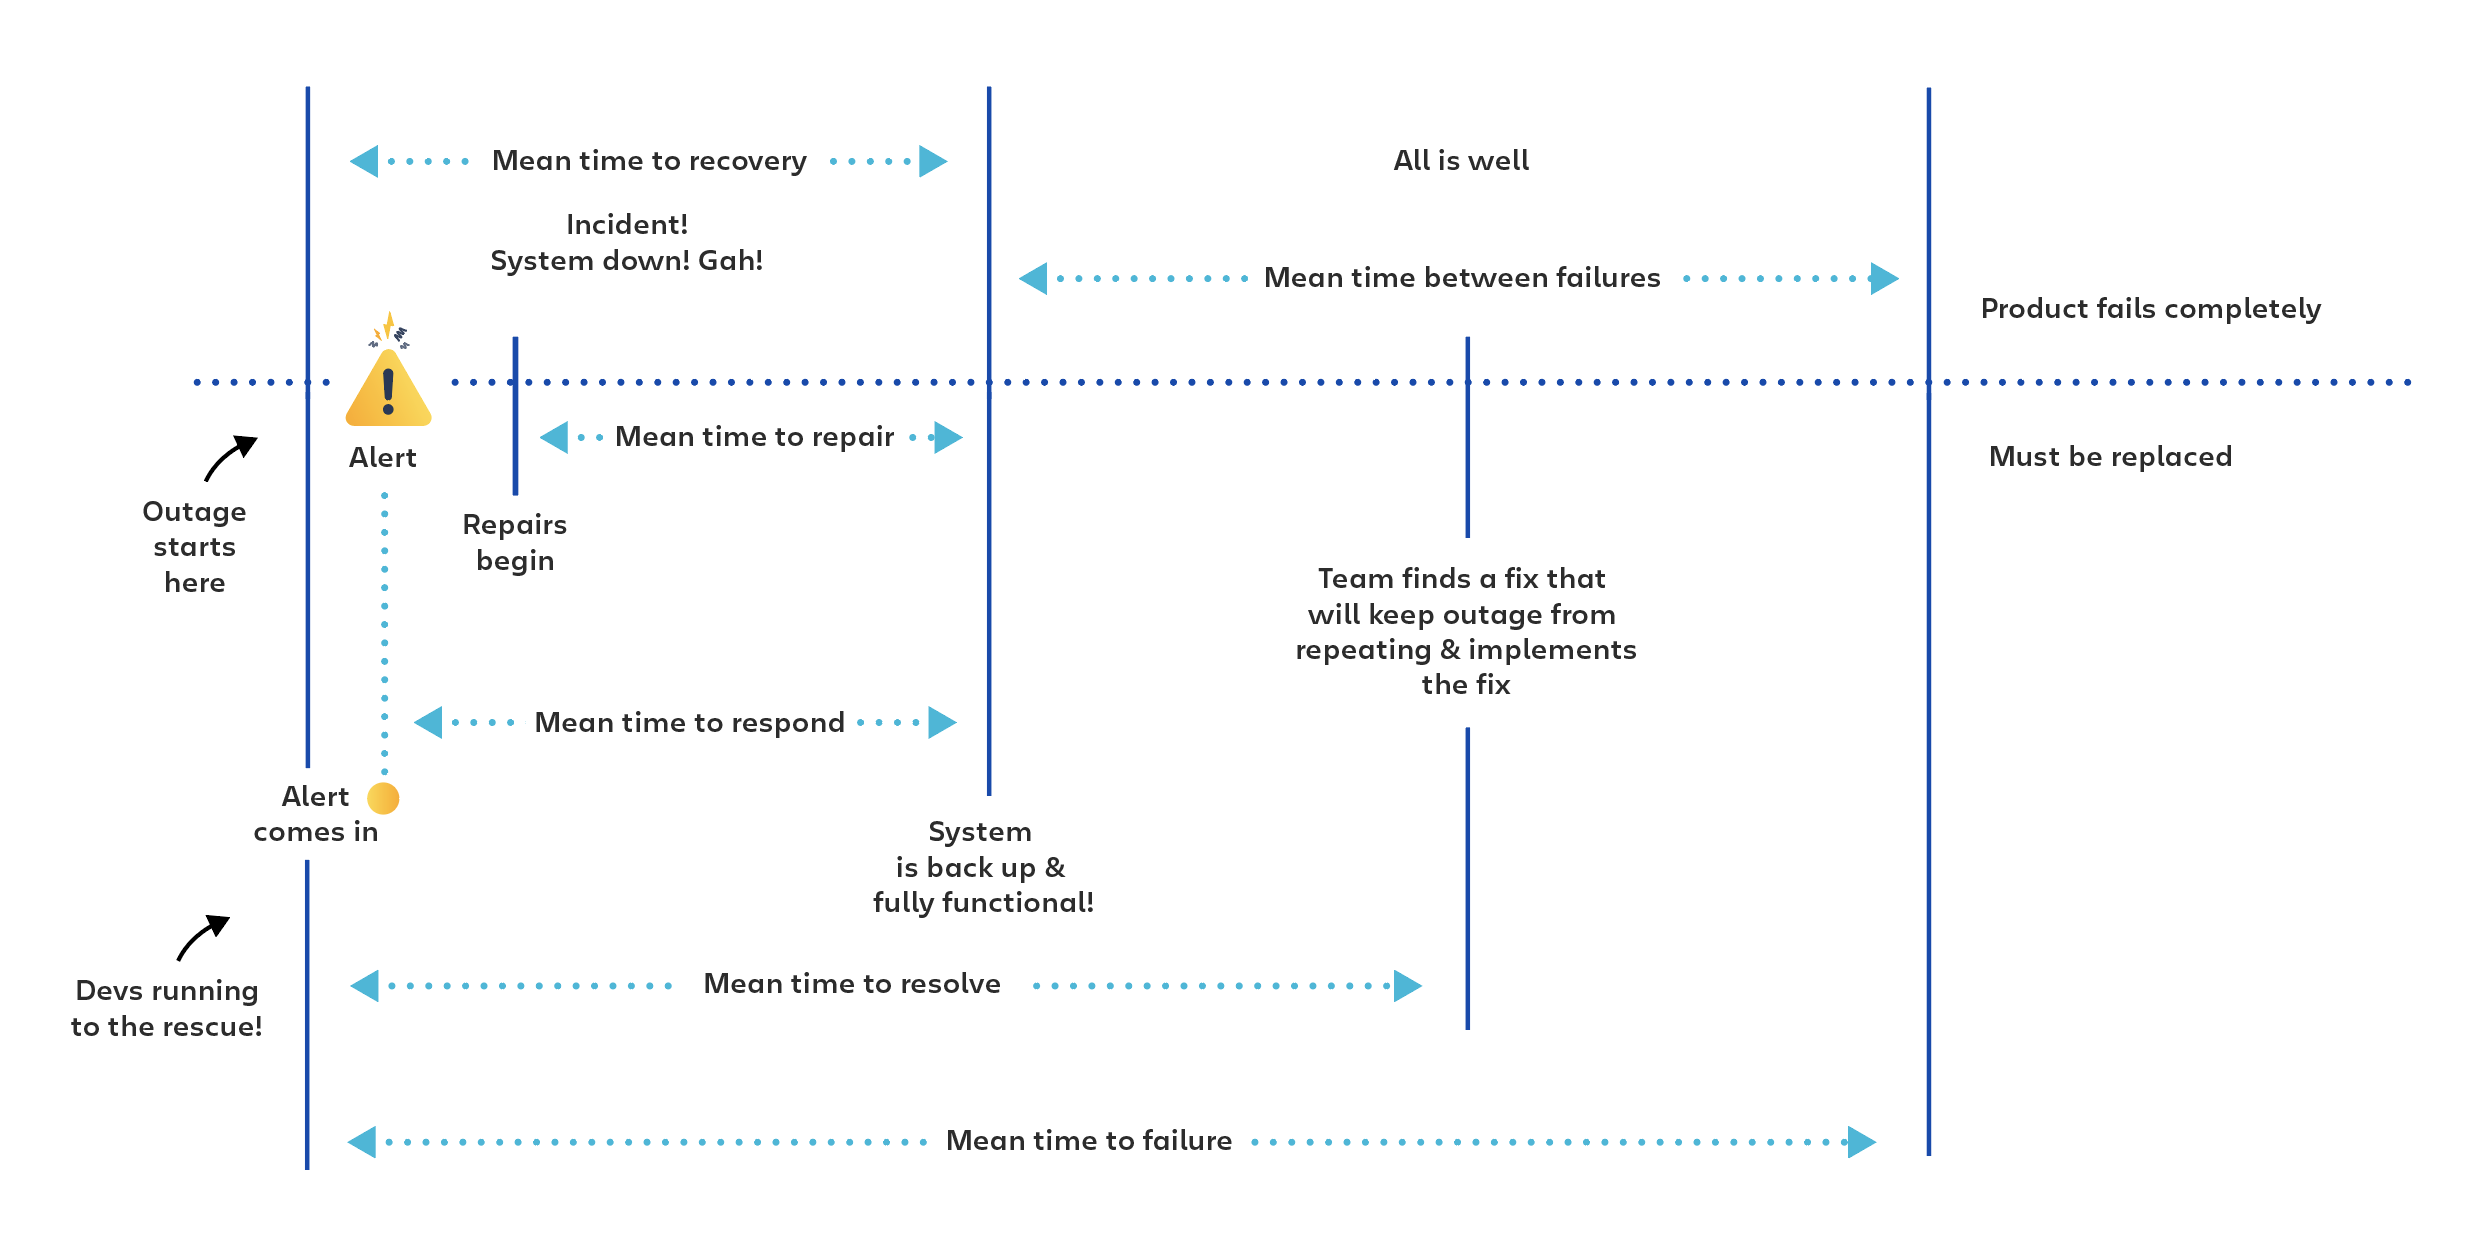 Mean time to recovery
All is well
Incident!
System down! Gah!
Mean time between failures
Product fails completely
Mean time to repair
Alert
Must be replaced
Outage
starts
here
Repairs
begin
Team finds a fix that
will keep outage from
repeating & implements
the fix
Mean time to respond
Alert
comes in
System
is back up &
fully functional!
Devs running
to the rescue!
Mean time to resolve
Mean time to failure